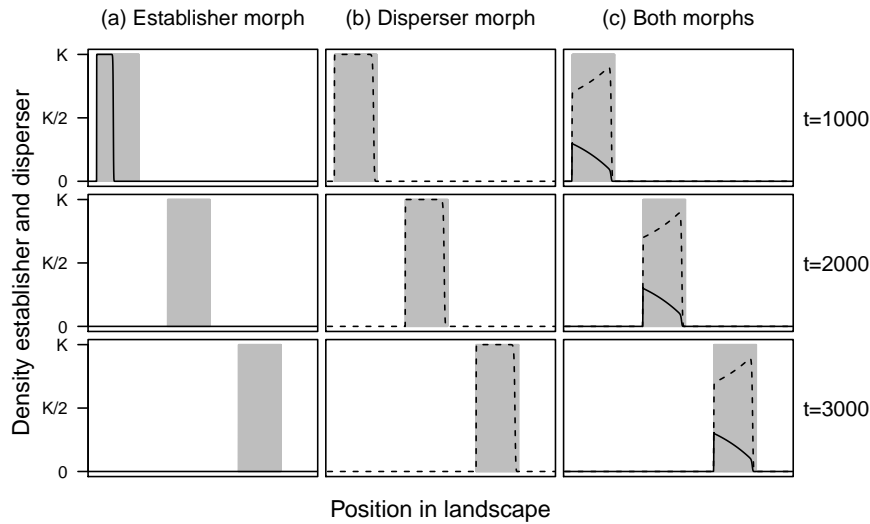 (a) Establisher morph (b) Disperser morph (c) Both morphs
Density establisher and disperser
K
K/2
0
t=1000
K
K/2
0
t=2000
K
K/2
0
t=3000
Position in landscape